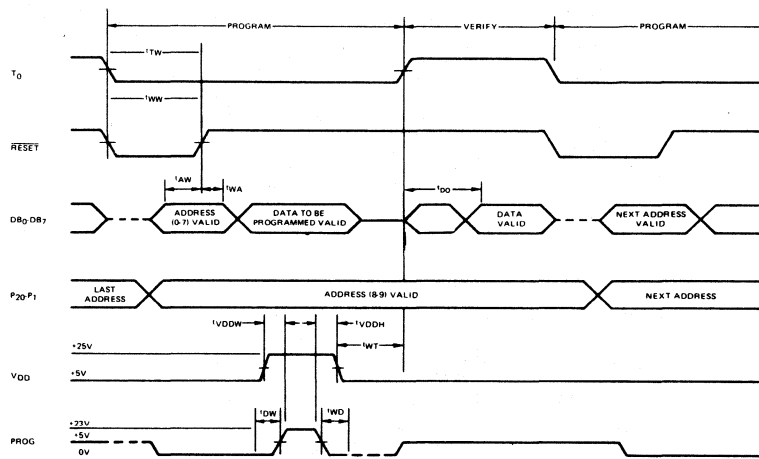 PROGRAM VERIFY PROGRAM
tTW
T0
tWW
RESET
tAW tWA tDO
DB0-DB7
ADDRESS (0-7) VALID
DATA TO BE PROGRAMMED VALID
DATA VALID
NEXT ADDRESS VALID
P20-P1
LAST ADDRESS
ADDRESS (8-9) VALID
NEXT ADDRESS
tVDDW tVDDH
+25V
tWT
VDD
+5V
tDW tWD
+23V
PROG
+5V
0V